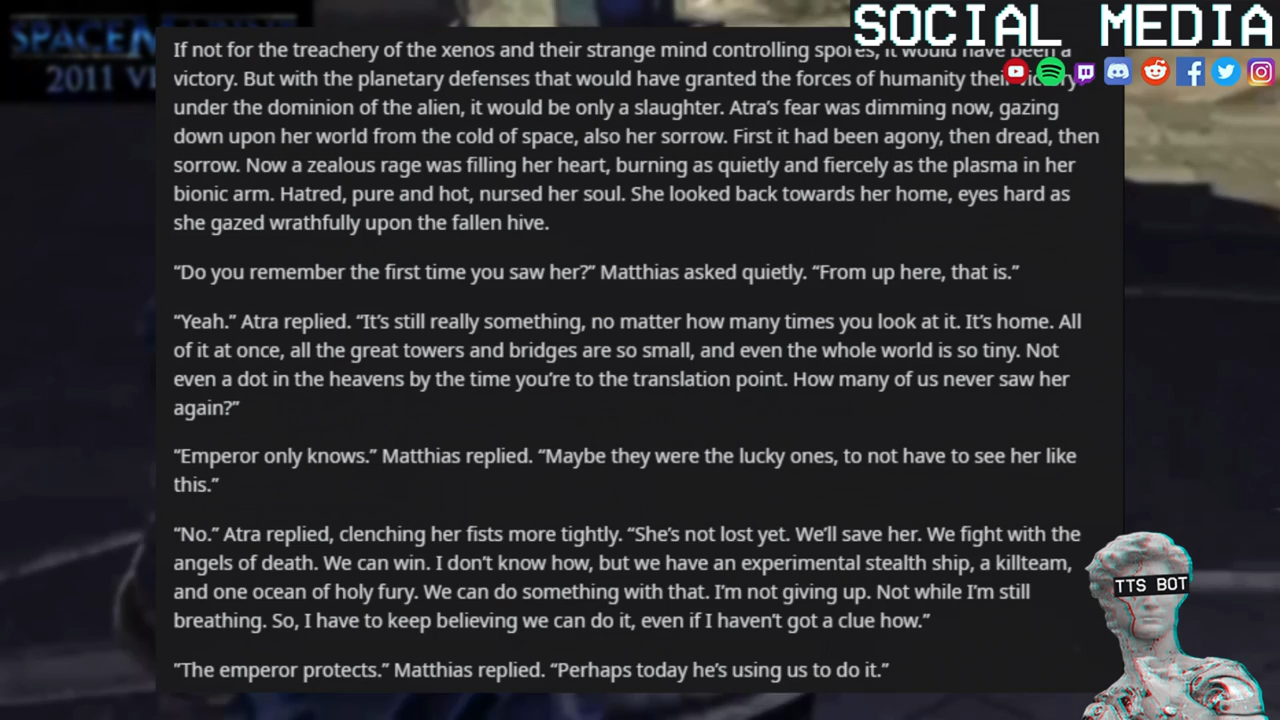 SOCIAL MEDIA
SPACE
2011 V
If not for the treachery of the xenos and their strange mind controlling spores, it would have been a
victory. But with the planetary defenses that would have granted the forces of humanity their victory
under the dominion of the alien, it would be only a slaughter. Atra’s fear was dimming now, gazing
down upon her world from the cold of space, also her sorrow. First it had been agony, then dread, then
sorrow. Now a zealous rage was filling her heart, burning as quietly and fiercely as the plasma in her
bionic arm. Hatred, pure and hot, nursed her soul. She looked back towards her home, eyes hard as
she gazed wrathfully upon the fallen hive.
“Do you remember the first time you saw her?” Matthias asked quietly. “From up here, that is.”
“Yeah.” Atra replied. “It’s still really something, no matter how many times you look at it. It’s home. All
of it at once, all the great towers and bridges are so small, and even the whole world is so tiny. Not
even a dot in the heavens by the time you’re to the translation point. How many of us never saw her
again?”
“Emperor only knows.” Matthias replied. “Maybe they were the lucky ones, to not have to see her like
this.”
“No.” Atra replied, clenching her fists more tightly. “She’s not lost yet. We’ll save her. We fight with the
angels of death. We can win. I don’t know how, but we have an experimental stealth ship, a killteam,
and one ocean of holy fury. We can do something with that. I’m not giving up. Not while I’m still
breathing. So, I have to keep believing we can do it, even if I haven’t got a clue how.”
“The emperor protects.” Matthias replied. “Perhaps today he’s using us to do it.”
TTS BOT